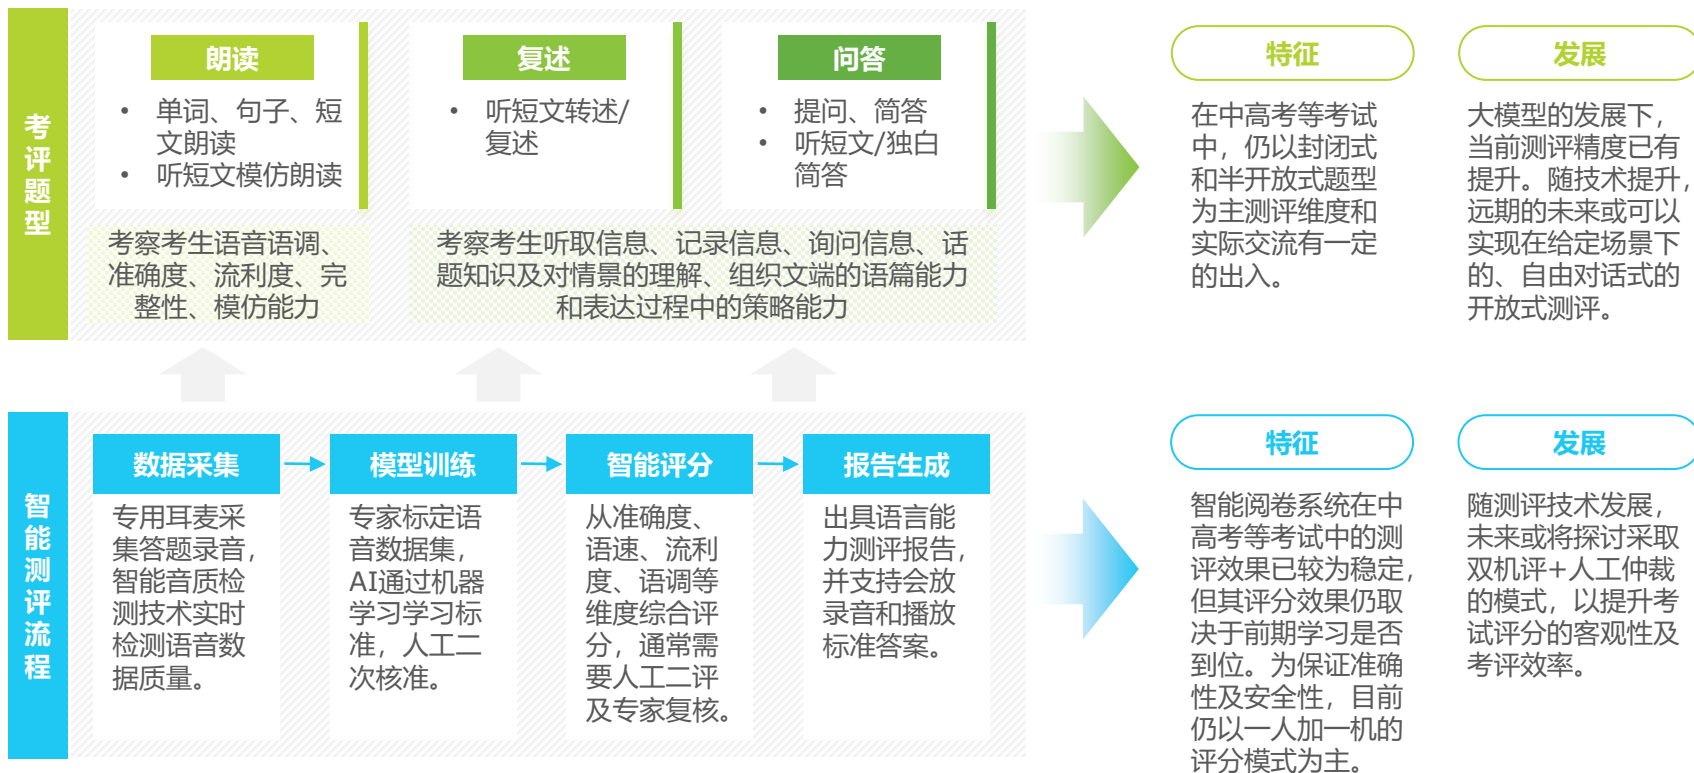 考评题型
朗读
• 单词、句子、短
文朗读
• 听短文模仿朗读
复述
• 听短文转述/
复述
问答
• 提问、简答
• 听短文/独白
简答
考察考生语音语调、
准确度、流利度、完
整性、模仿能力
考察考生听取信息、记录信息、询问信息、话
题知识及对情景的理解、组织文端的语篇能力
和表达过程中的策略能力
特征
在中高考等考试
中，仍以封闭式
和半开放式题型
为主测评维度和
实际交流有一定
的出入。
发展
大模型的发展下，
当前测评精度已有
提升。随技术提升，
远期的未来或可以
实现在给定场景下
的、自由对话式的
开放式测评。
智能测评流程
数据采集
专用耳麦采
集答题录音，
智能音质检
测技术实时
检测语音数
据质量。
模型训练
专家标定语
音数据集，
AI通过机器
学习学习标
准，人工二
次核准。
智能评分
从准确度、
语速、流利
度、语调等
维度综合评
分，通常需
要人工二评
及专家复核。
报告生成
出具语言能
力测评报告，
并支持会放
录音和播放
标准答案。
特征
智能阅卷系统在中
高考等考试中的测
评效果已较为稳定，
但其评分效果仍取
决于前期学习是否
到位。为保证准确
性及安全性，目前
仍以一人加一机的
评分模式为主。
发展
随测评技术发展，
未来或将探讨采取
双机评+人工仲裁
的模式，以提升考
试评分的客观性及
考评效率。